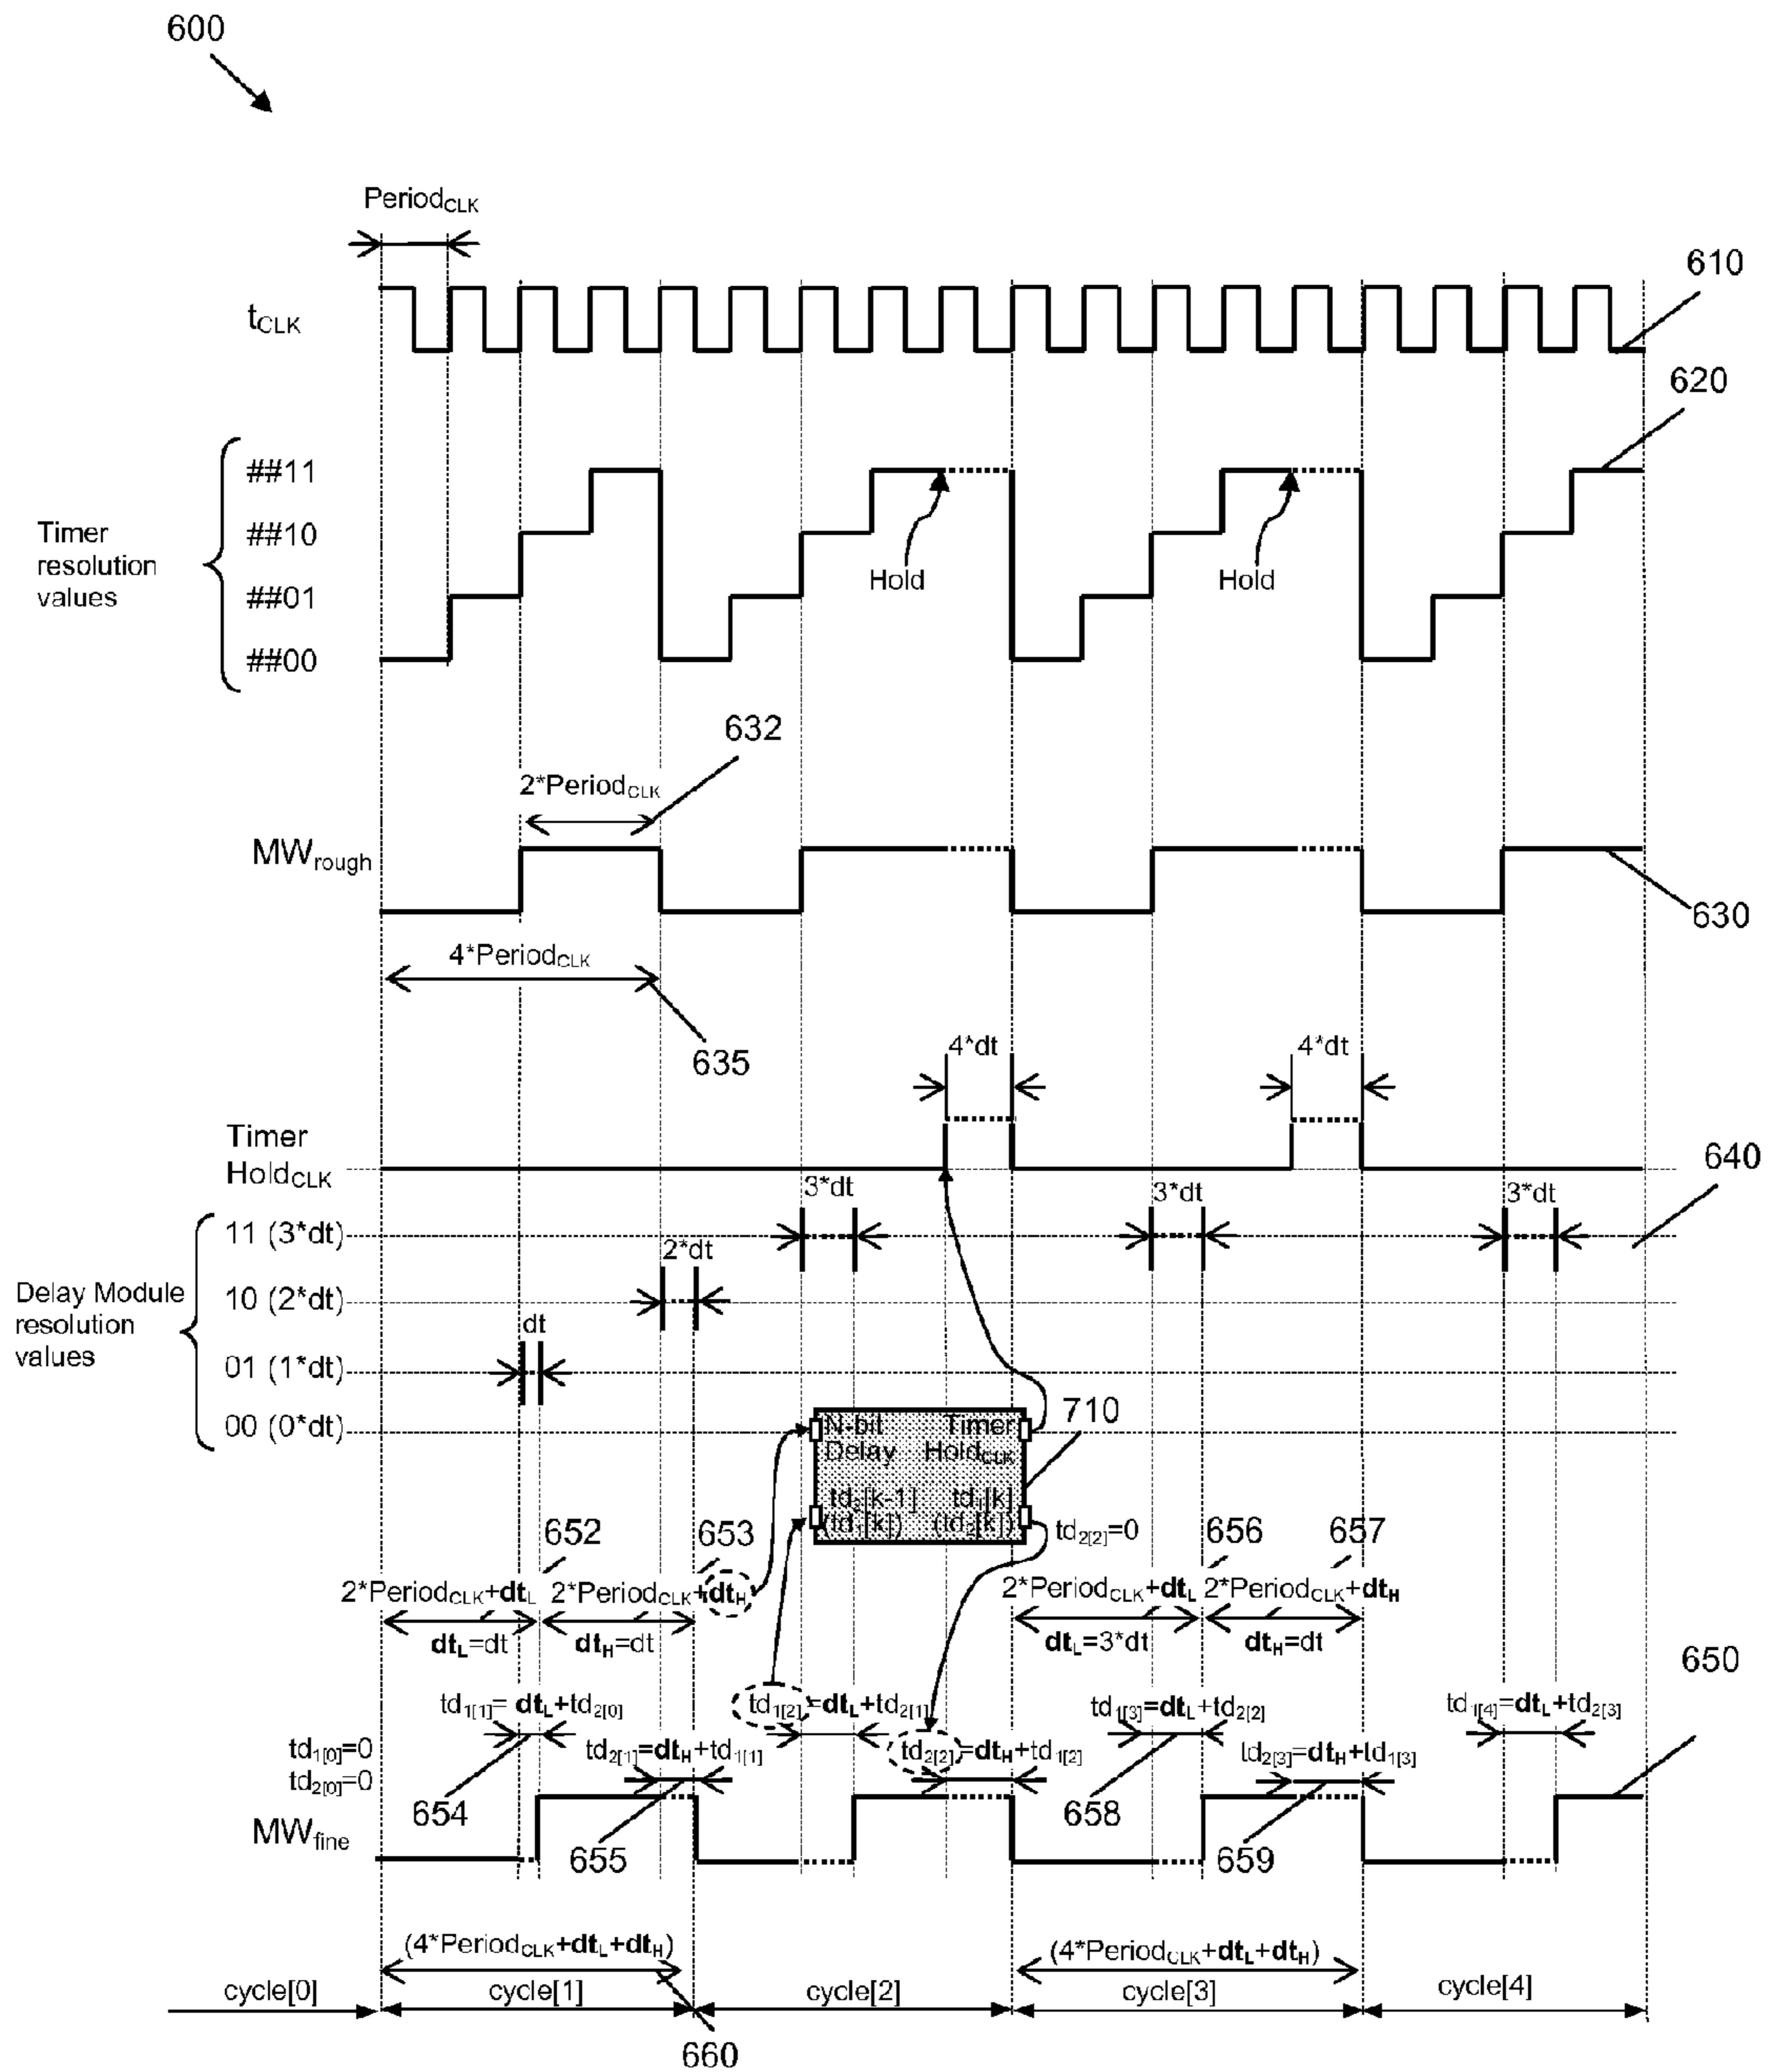 600
Period_CLK
610
t_CLK
620
Timer
resolution
values
##11
##10
##01
##00
Hold
Hold
632
2*Period_CLK
MW_rough
630
4*Period_CLK
635
4*dt
4*dt
Timer
Hold_CLK
640
3*dt
3*dt
3*dt
Delay Module
resolution
values
11 (3*dt)
10 (2*dt)
01 (1*dt)
00 (0*dt)
2*dt
dt
710
N-bit Timer
Delay Hold_CLK
td_2[k-1] td_1[k]
(td_1[k]) (td_2[k])
td_2[2]=0
652
653
656
657
2*Period_CLK+dt_L
2*Period_CLK+dt_H
2*Period_CLK+dt_L
2*Period_CLK+dt_H
dt_L=dt
dt_H=dt
dt_L=3*dt
dt_H=dt
650
td_1[1]= dt_L+td_2[0]
td_1[2]=dt_L+td_2[1]
td_1[3]=dt_L+td_2[2]
td_1[4]=dt_L+td_2[3]
td_1[0]=0
td_2[0]=0
td_2[1]=dt_H+td_1[1]
td_2[2]=dt_H+td_1[2]
td_2[3]=dt_H+td_1[3]
654
655
658
659
MW_fine
(4*Period_CLK+dt_L+dt_H)
(4*Period_CLK+dt_L+dt_H)
cycle[0]
cycle[1]
cycle[2]
cycle[3]
cycle[4]
660